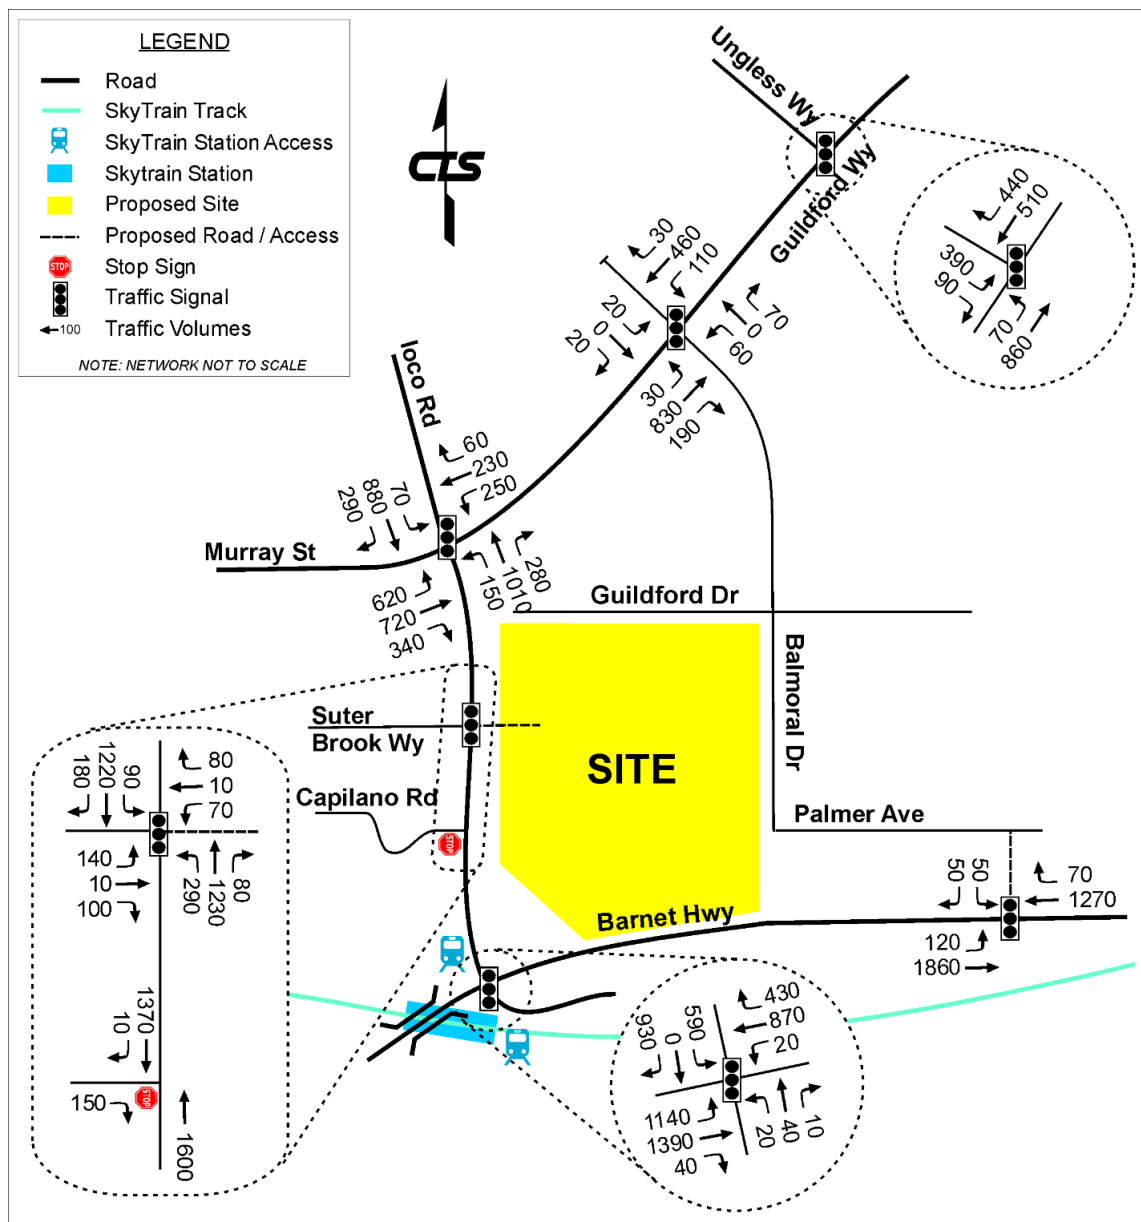 LEGEND
Road
SkyTrain Track
SkyTrain Station Access
Skytrain Station
Proposed Site
Proposed Road / Access
STOP
Stop Sign
Traffic Signal
100
Traffic Volumes
NOTE: NETWORK NOT TO SCALE
CTS
Ungless Wy
Guildford Wy
440
510
390
90
70
860
30
460
110
20
0
20
70
0
60
30
830
190
Ioco Rd
60
230
250
70
880
290
Murray St
620
720
340
280
1010
150
Guildford Dr
Balmoral Dr
Suter
Brook Wy
SITE
Capilano Rd
STOP
Palmer Ave
Barnet Hwy
50
50
70
1270
120
1860
180
1220
90
80
10
70
140
10
100
290
1230
80
1370
10
150
STOP
1600
930
0
590
430
870
20
1140
1390
40
20
40
10